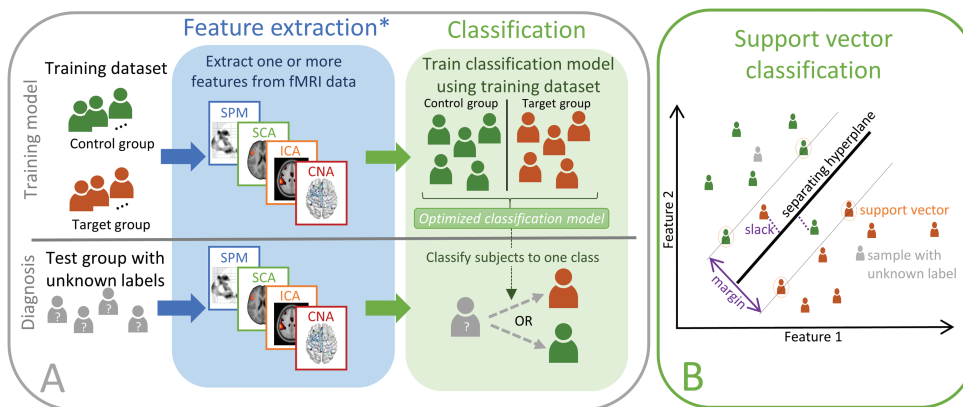 Feature extraction*
Classification
Training model
Training dataset
Control group
Target group
Extract one or more
features from fMRI data
SPM
SCA
ICA
CNA
Train classification model
using training dataset
Control group
Target group
Optimized classification model
Diagnosis
Test group with
unknown labels
? ? ? ?
SPM
SCA
ICA
CNA
Classify subjects to one class
?
OR
A
Support vector
classification
Feature 2
separating hyperplane
slack
support vector
sample with
unknown label
margin
Feature 1
B